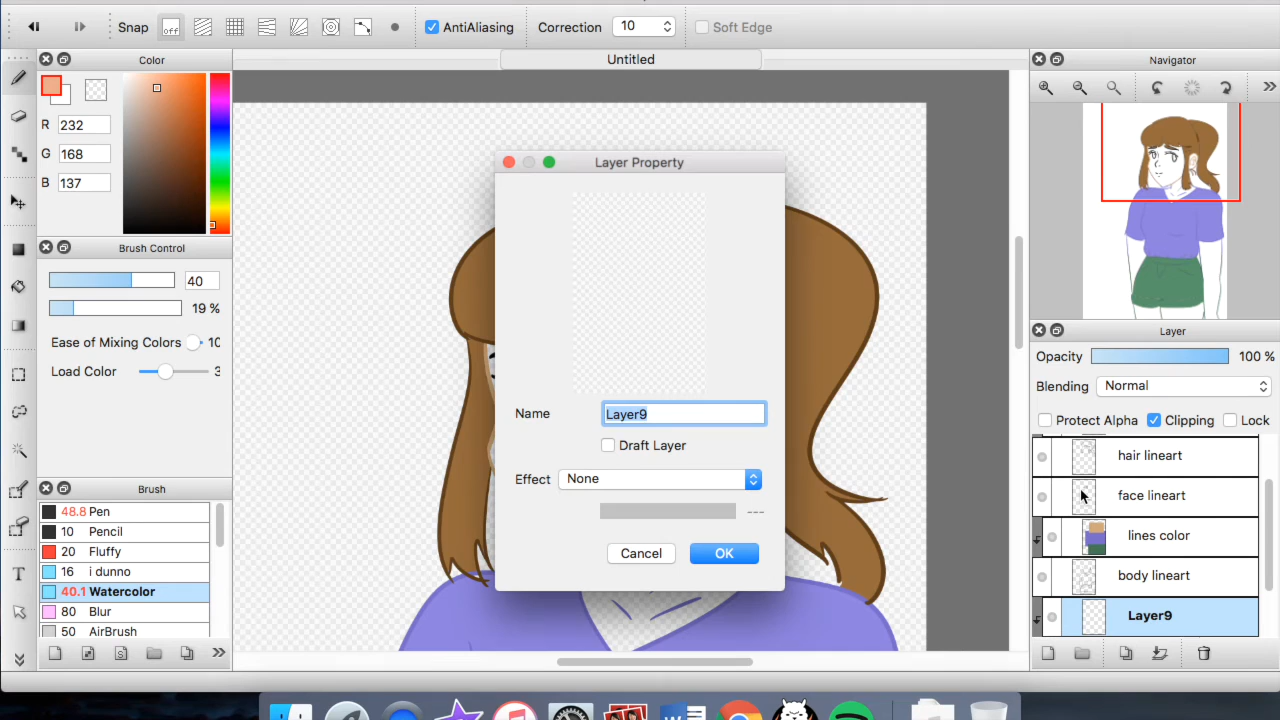 Snap
off
AntiAliasing
Correction
10
Soft Edge
Color
Untitled
Navigator
R
232
G
168
B
137
Brush Control
40
19 %
Ease of Mixing Colors
10
Load Color
3
Brush
48.8 Pen
10 Pencil
20 Fluffy
16 i dunno
40.1 Watercolor
80 Blur
50 AirBrush
T
Layer Property
Name
Layer9
Draft Layer
Effect
None
---
Cancel
OK
Layer
Opacity
100 %
Blending
Normal
Protect Alpha
Clipping
Lock
hair lineart
face lineart
lines color
body lineart
Layer9
W